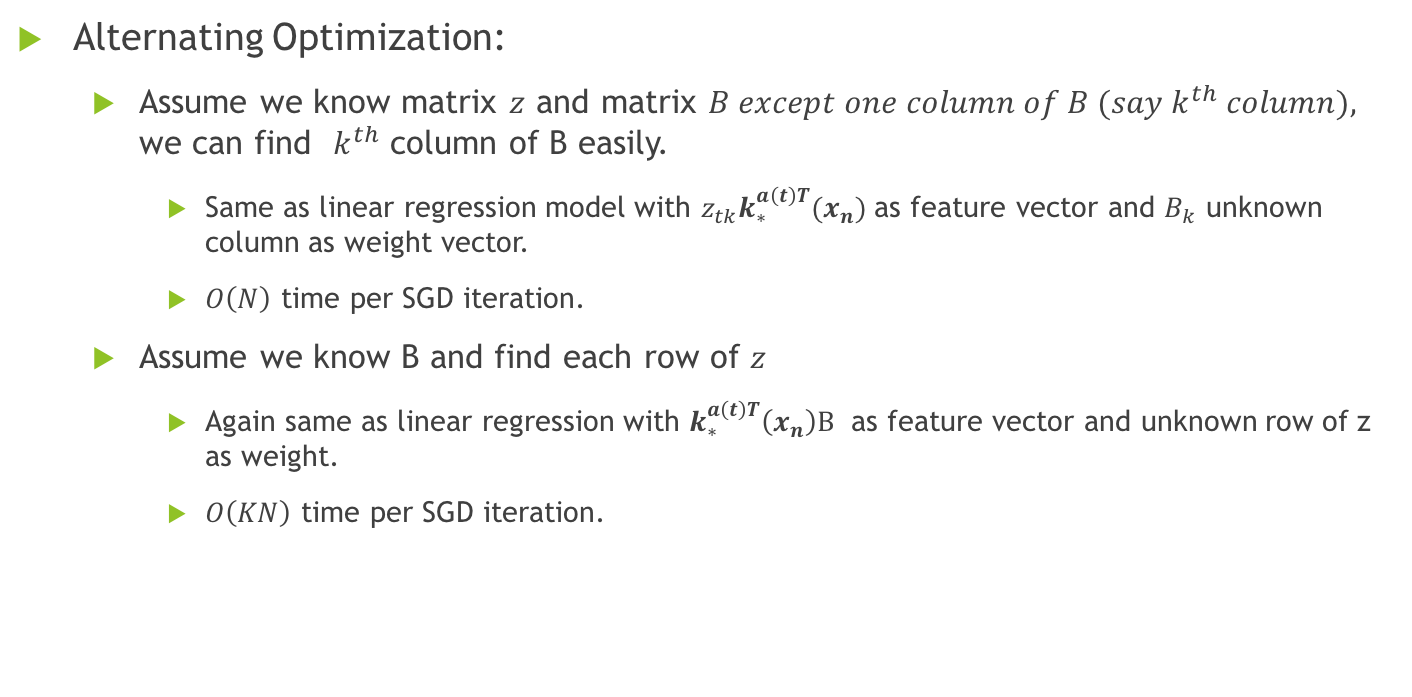 Alternating Optimization:
Assume we know matrix z and matrix B except one column of B (say k^{th} column),
we can find k^{th} column of B easily.
Same as linear regression model with z_{tk} k_*^{a(t)T}(x_n) as feature vector and B_k unknown
column as weight vector.
O(N) time per SGD iteration.
Assume we know B and find each row of z
Again same as linear regression with k_*^{a(t)T}(x_n)B as feature vector and unknown row of z
as weight.
O(KN) time per SGD iteration.